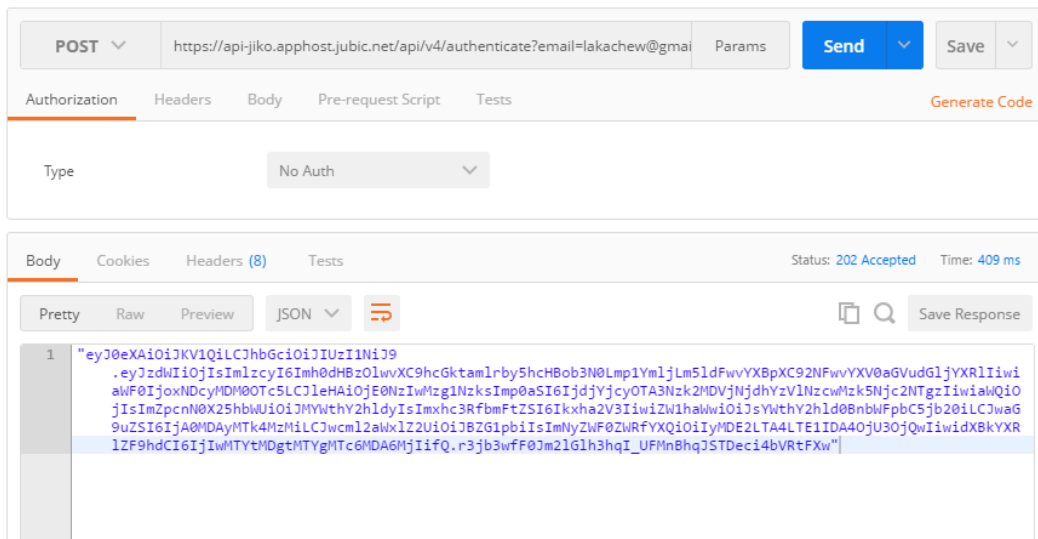 POST https://api-jiko.apphost.jubic.net/api/v4/authenticate?email=lakachew@gmai Params Send Save
Authorization Headers Body Pre-request Script Tests Generate Code
Type No Auth
Body Cookies Headers (8) Tests Status: 202 Accepted Time: 409 ms
Pretty Raw Preview JSON Save Response
1 "eyJ0eXAiOiJKV1QiLCJhbGciOiJIUzI1NiJ9
.eyJzdWIiOjIsImlzcyI6Imh0dHBzOlwvXC9hcGktamlrby5hcHBob3N0Lmp1YmljLm5ldFwvYXBpXC92NFwvYXV0aGVudGljYXRlIiwi
aWF0IjoxNDcyMDM0OTc5LCJleHAiOjE0NzIwMzg1NzksImp0aSI6IjdjYjcyOTA3Nzk2MDVjNjdhYzVlNzcwMzk5Njc2NTgzIiwiaWQiO
jIsImZpcnN0X25hbWUiOiJMYWthY2hldyIsImxhc3RfbmFtZSI6Ikxha2V3IiwiZW1haWwiOiJsYWthY2hld0BnbWFpbC5jb20iLCJwaG
9uZSI6IjA0MDAyMTk4MzMiLCJwcml2aWxlZ2UiOiJBZG1pbiIsImNyZWF0ZWRfYXQiOiIyMDE2LTA4LTE1IDA4OjU3OjQwIiwidXBkYXR
lZF9hdCI6IjIwMTYtMDgtMTYgMTc6MDA6MjIifQ.r3jb3wfF0Jm2lGlh3hqI_UFMnBhqJSTDeci4bVRtFXw"